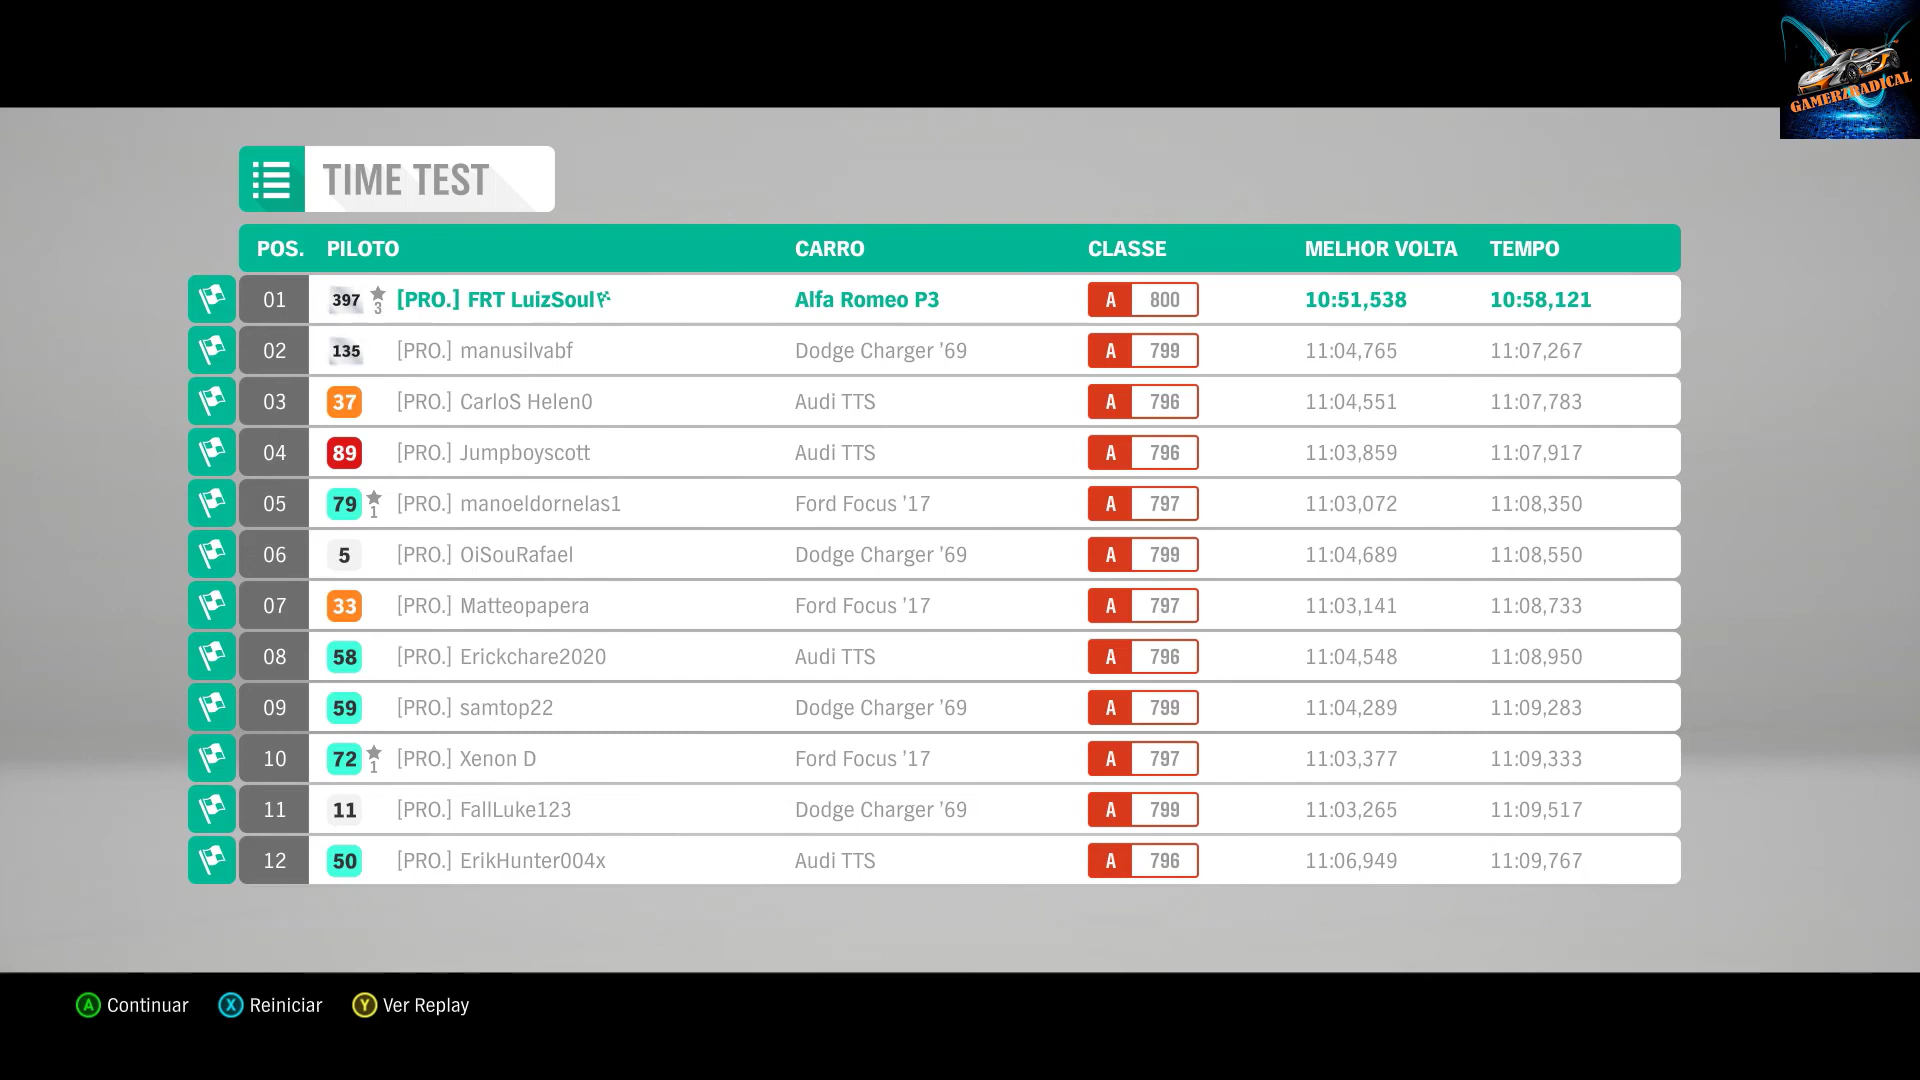 GAMERZRADICAL
TIME TEST
POS. PILOTO CARRO CLASSE MELHOR VOLTA TEMPO
01 397 3 [PRO.] FRT LuizSoul Alfa Romeo P3 A 800 10:51,538 10:58,121
02 135 [PRO.] manusilvabf Dodge Charger '69 A 799 11:04,765 11:07,267
03 37 [PRO.] CarloS Helen0 Audi TTS A 796 11:04,551 11:07,783
04 89 [PRO.] Jumpboyscott Audi TTS A 796 11:03,859 11:07,917
05 79 1 [PRO.] manoeldornelas1 Ford Focus '17 A 797 11:03,072 11:08,350
06 5 [PRO.] OiSouRafael Dodge Charger '69 A 799 11:04,689 11:08,550
07 33 [PRO.] Matteopapera Ford Focus '17 A 797 11:03,141 11:08,733
08 58 [PRO.] Erickchare2020 Audi TTS A 796 11:04,548 11:08,950
09 59 [PRO.] samtop22 Dodge Charger '69 A 799 11:04,289 11:09,283
10 72 1 [PRO.] Xenon D Ford Focus '17 A 797 11:03,377 11:09,333
11 11 [PRO.] FallLuke123 Dodge Charger '69 A 799 11:03,265 11:09,517
12 50 [PRO.] ErikHunter004x Audi TTS A 796 11:06,949 11:09,767
A Continuar X Reiniciar Y Ver Replay